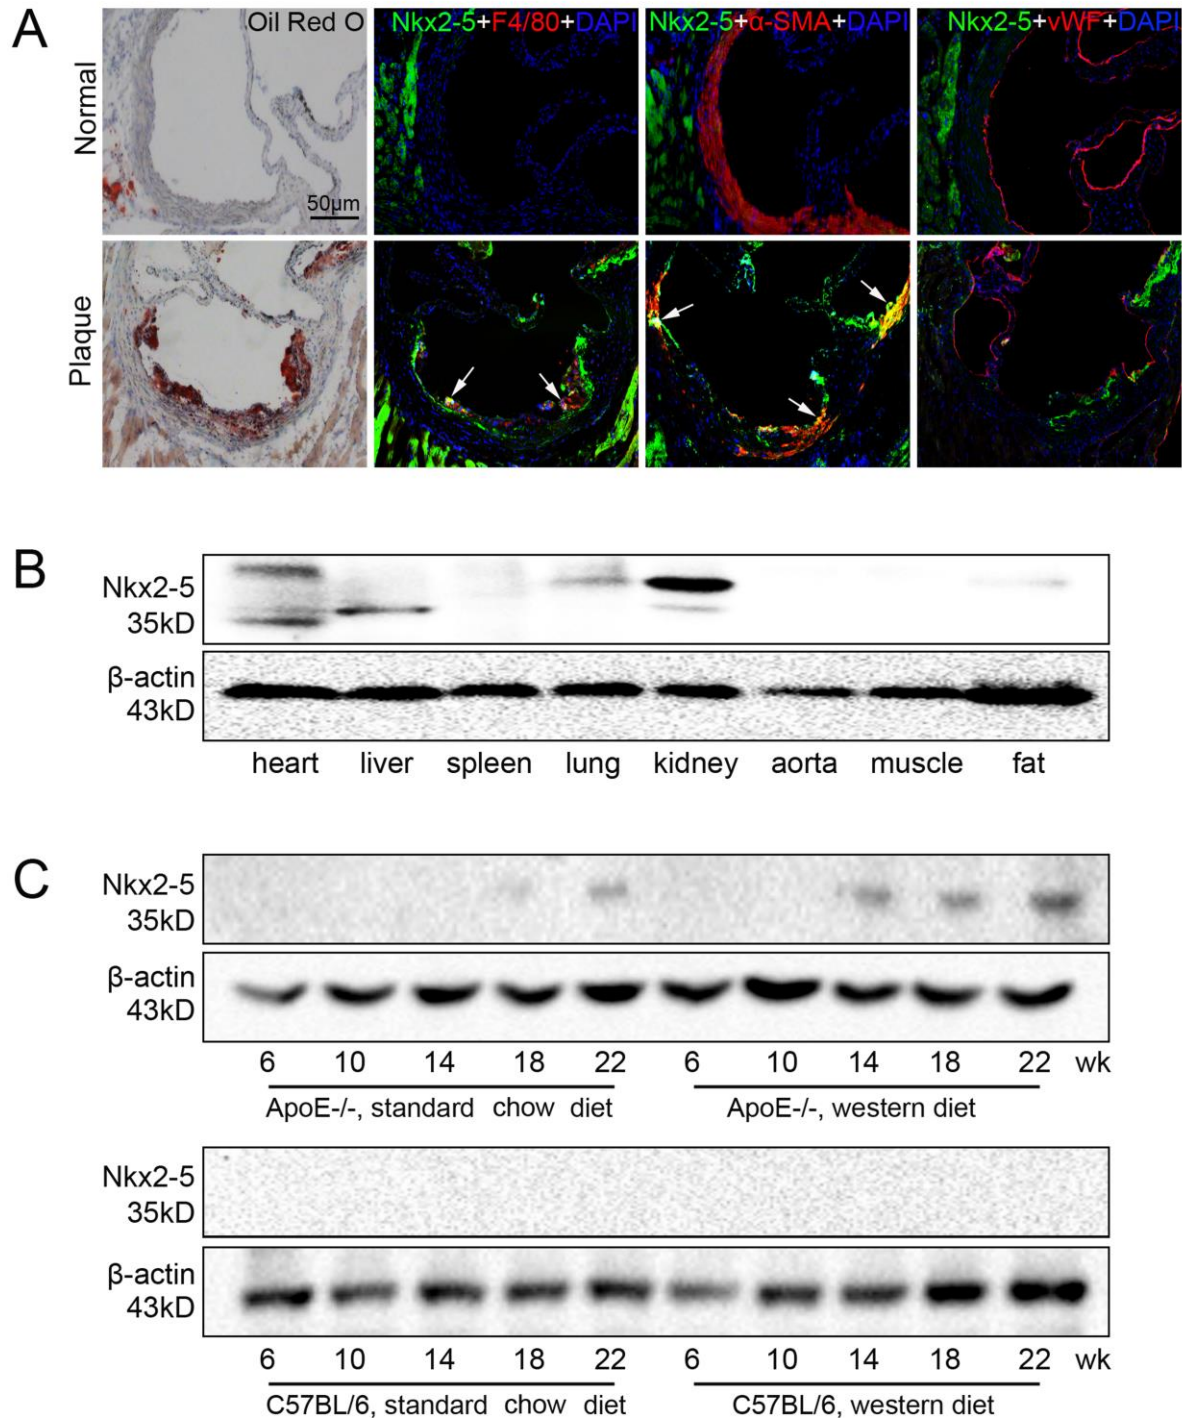 A
Oil Red O
Nkx2-5+F4/80+DAPI
Nkx2-5+α-SMA+DAPI
Nkx2-5+vWF+DAPI
Normal
50μm
Plaque
B
Nkx2-5
35kD
β-actin
43kD
heart liver spleen lung kidney aorta muscle fat
C
Nkx2-5
35kD
β-actin
43kD
6 10 14 18 22 6 10 14 18 22 wk
ApoE-/-, standard chow diet ApoE-/-, western diet
Nkx2-5
35kD
β-actin
43kD
6 10 14 18 22 6 10 14 18 22 wk
C57BL/6, standard chow diet C57BL/6, western diet